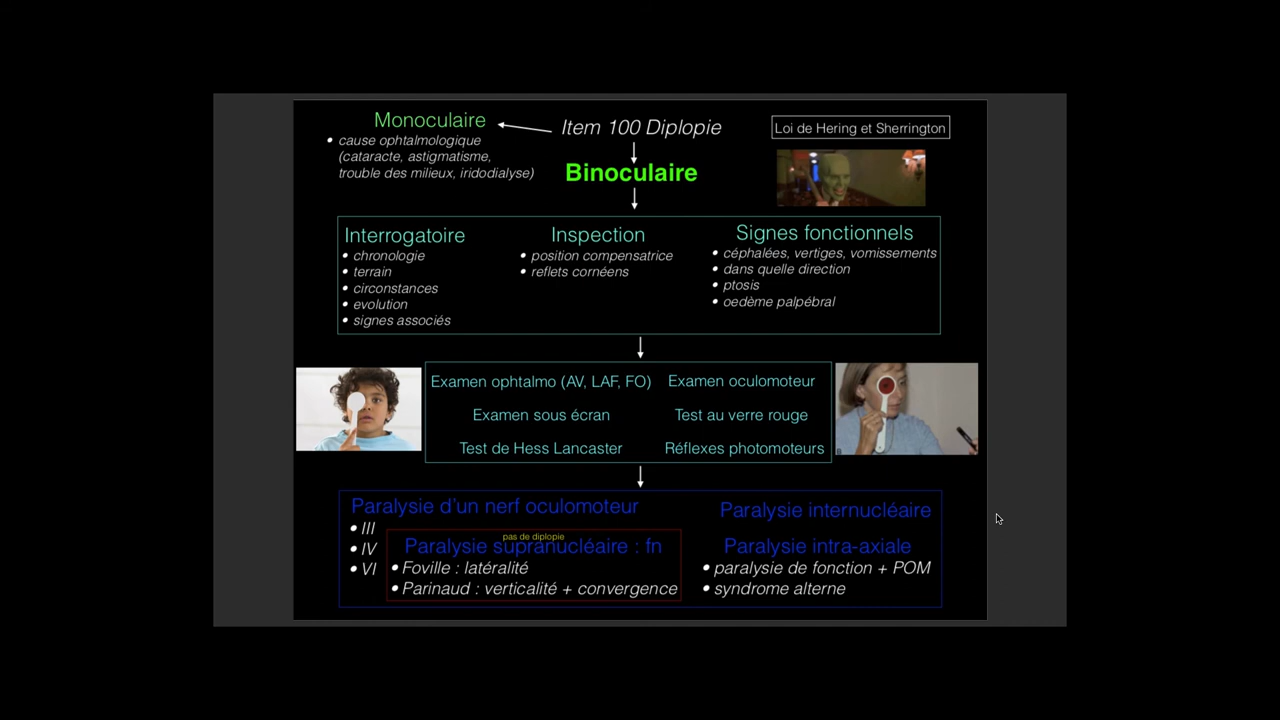 Monoculaire
• cause ophtalmologique
(cataracte, astigmatisme,
trouble des milieux, iridodialyse)
Item 100 Diplopie
Binoculaire
Loi de Hering et Sherrington
Interrogatoire
• chronologie
• terrain
• circonstances
• evolution
• signes associés
Inspection
• position compensatrice
• reflets cornéens
Signes fonctionnels
• céphalées, vertiges, vomissements
• dans quelle direction
• ptosis
• oedème palpébral
Examen ophtalmo (AV, LAF, FO)
Examen oculomoteur
Examen sous écran
Test au verre rouge
Test de Hess Lancaster
Réflexes photomoteurs
Paralysie d'un nerf oculomoteur
• III
• IV
• VI
pas de diplopie
Paralysie supranucléaire : fn
• Foville : latéralité
• Parinaud : verticalité + convergence
Paralysie internucléaire
Paralysie intra-axiale
• paralysie de fonction + POM
• syndrome alterne